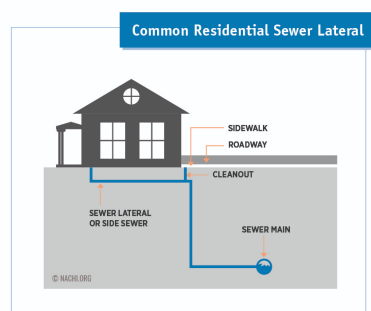 Common Residential Sewer Lateral
SIDEWALK
ROADWAY
CLEANOUT
SEWER LATERAL
OR SIDE SEWER
SEWER MAIN
© NACHI.ORG